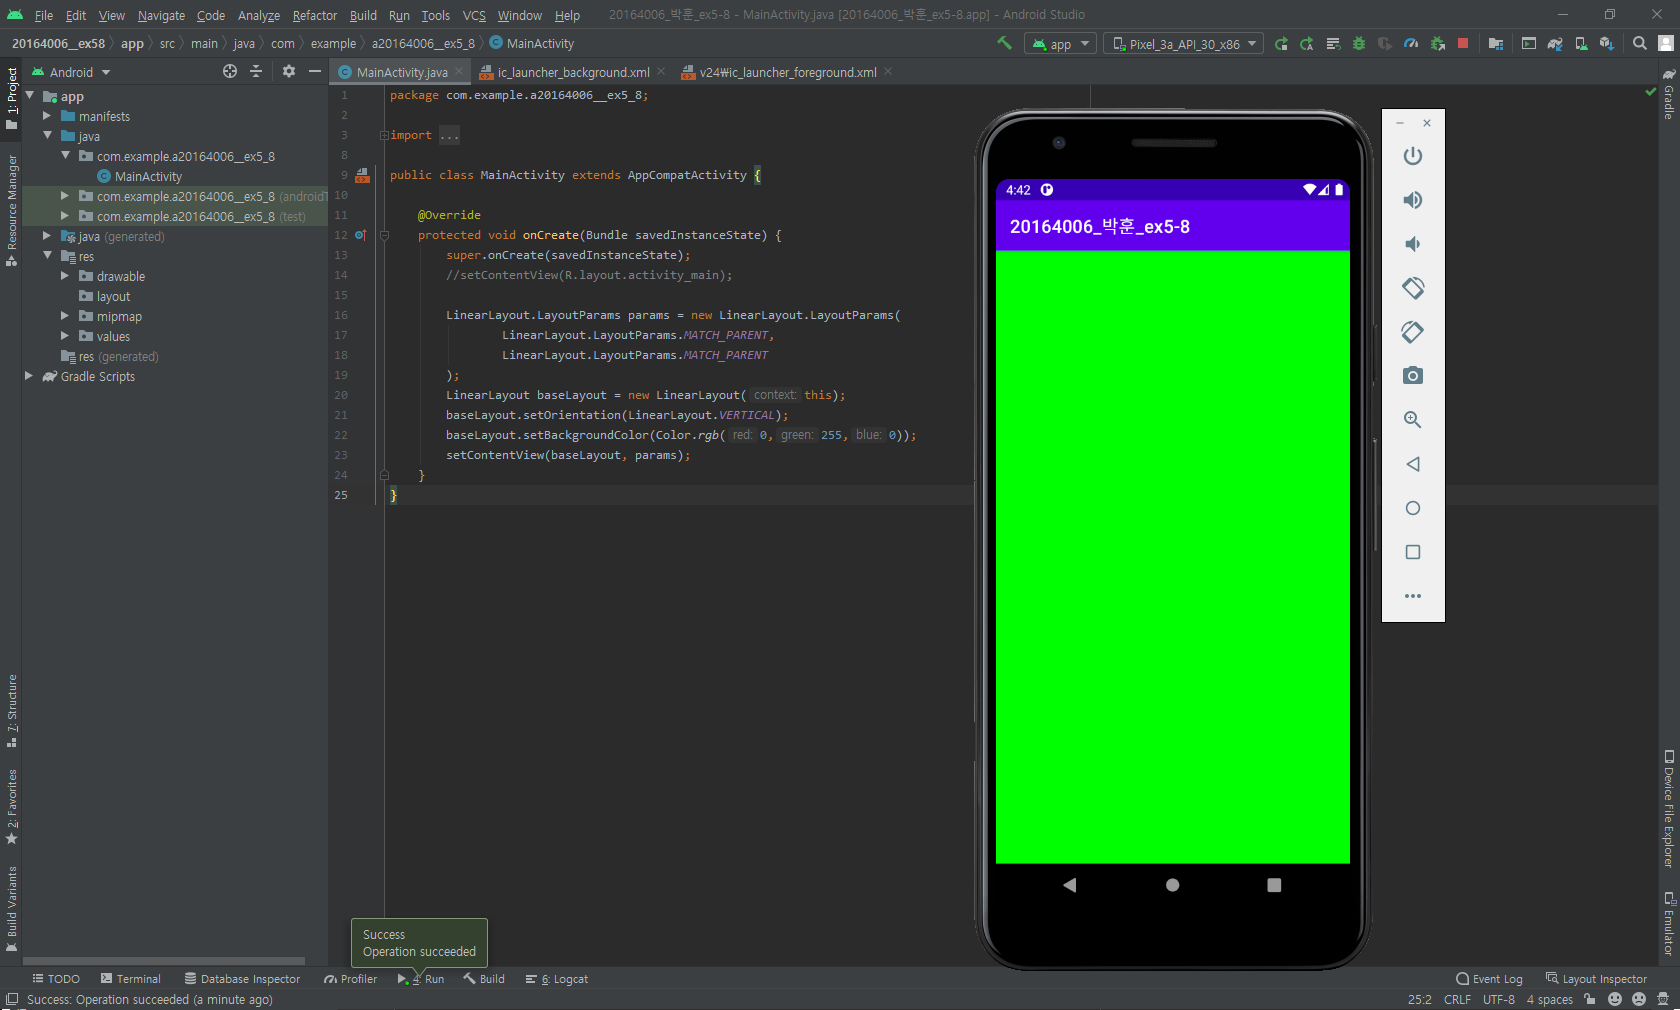 File Edit View Navigate Code Analyze Refactor Build Run Tools VCS Window Help 20164006_박훈_ex5-8 - MainActivity.java [20164006_박훈_ex5-8.app] - Android Studio
20164006__ex58 app src main java com example a20164006__ex5_8 MainActivity app Pixel_3a_API_30_x86
Android MainActivity.java ic_launcher_background.xml v24₩ic_launcher_foreground.xml
1: Project
Resource Manager
7: Structure
2: Favorites
Build Variants
app
manifests
java
com.example.a20164006__ex5_8
MainActivity
com.example.a20164006__ex5_8 (androidT
com.example.a20164006__ex5_8 (test)
java (generated)
res
drawable
layout
mipmap
values
res (generated)
Gradle Scripts
1 package com.example.a20164006__ex5_8;
2
3 import ...
8
9 public class MainActivity extends AppCompatActivity {
10
11 @Override
12 protected void onCreate(Bundle savedInstanceState) {
13 super.onCreate(savedInstanceState);
14 //setContentView(R.layout.activity_main);
15
16 LinearLayout.LayoutParams params = new LinearLayout.LayoutParams(
17 LinearLayout.LayoutParams.MATCH_PARENT,
18 LinearLayout.LayoutParams.MATCH_PARENT
19 );
20 LinearLayout baseLayout = new LinearLayout( context: this);
21 baseLayout.setOrientation(LinearLayout.VERTICAL);
22 baseLayout.setBackgroundColor(Color.rgb( red: 0, green: 255, blue: 0));
23 setContentView(baseLayout, params);
24 }
25 }
4:42
20164006_박훈_ex5-8
Gradle
Device File Explorer
Emulator
Success
Operation succeeded
TODO Terminal Database Inspector Profiler 4: Run Build 6: Logcat Event Log Layout Inspector
Success: Operation succeeded (a minute ago) 25:2 CRLF UTF-8 4 spaces